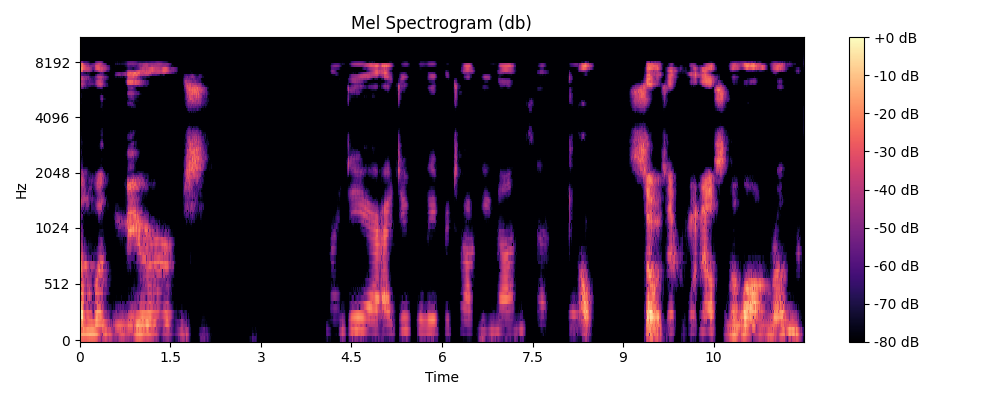 Mel Spectrogram (db)
8192
4096
2048
1024
512
0
Hz
0 1.5 3 4.5 6 7.5 9 10
Time
+0 dB
-10 dB
-20 dB
-30 dB
-40 dB
-50 dB
-60 dB
-70 dB
-80 dB